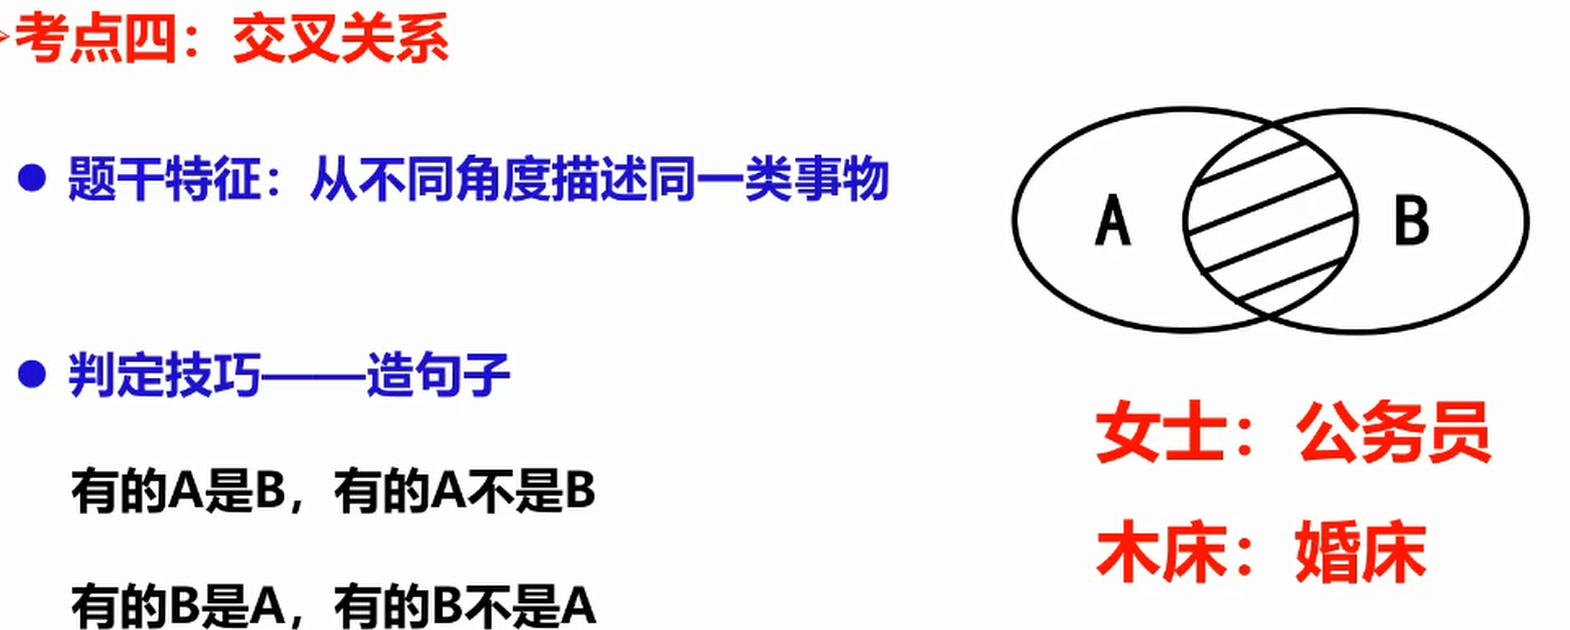 考点四：交叉关系
● 题干特征：从不同角度描述同一类事物
A
B
● 判定技巧——造句子
女士：公务员
有的A是B，有的A不是B
木床：婚床
有的B是A，有的B不是A